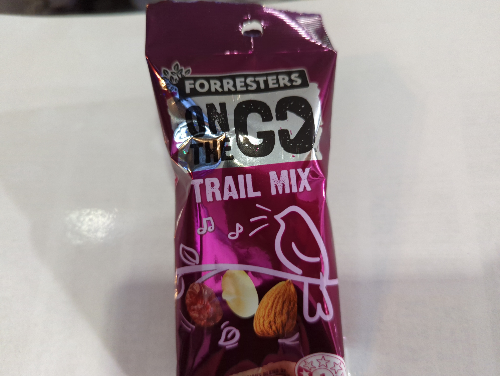 FORRESTERS
ON
THE GO
TRAIL MIX